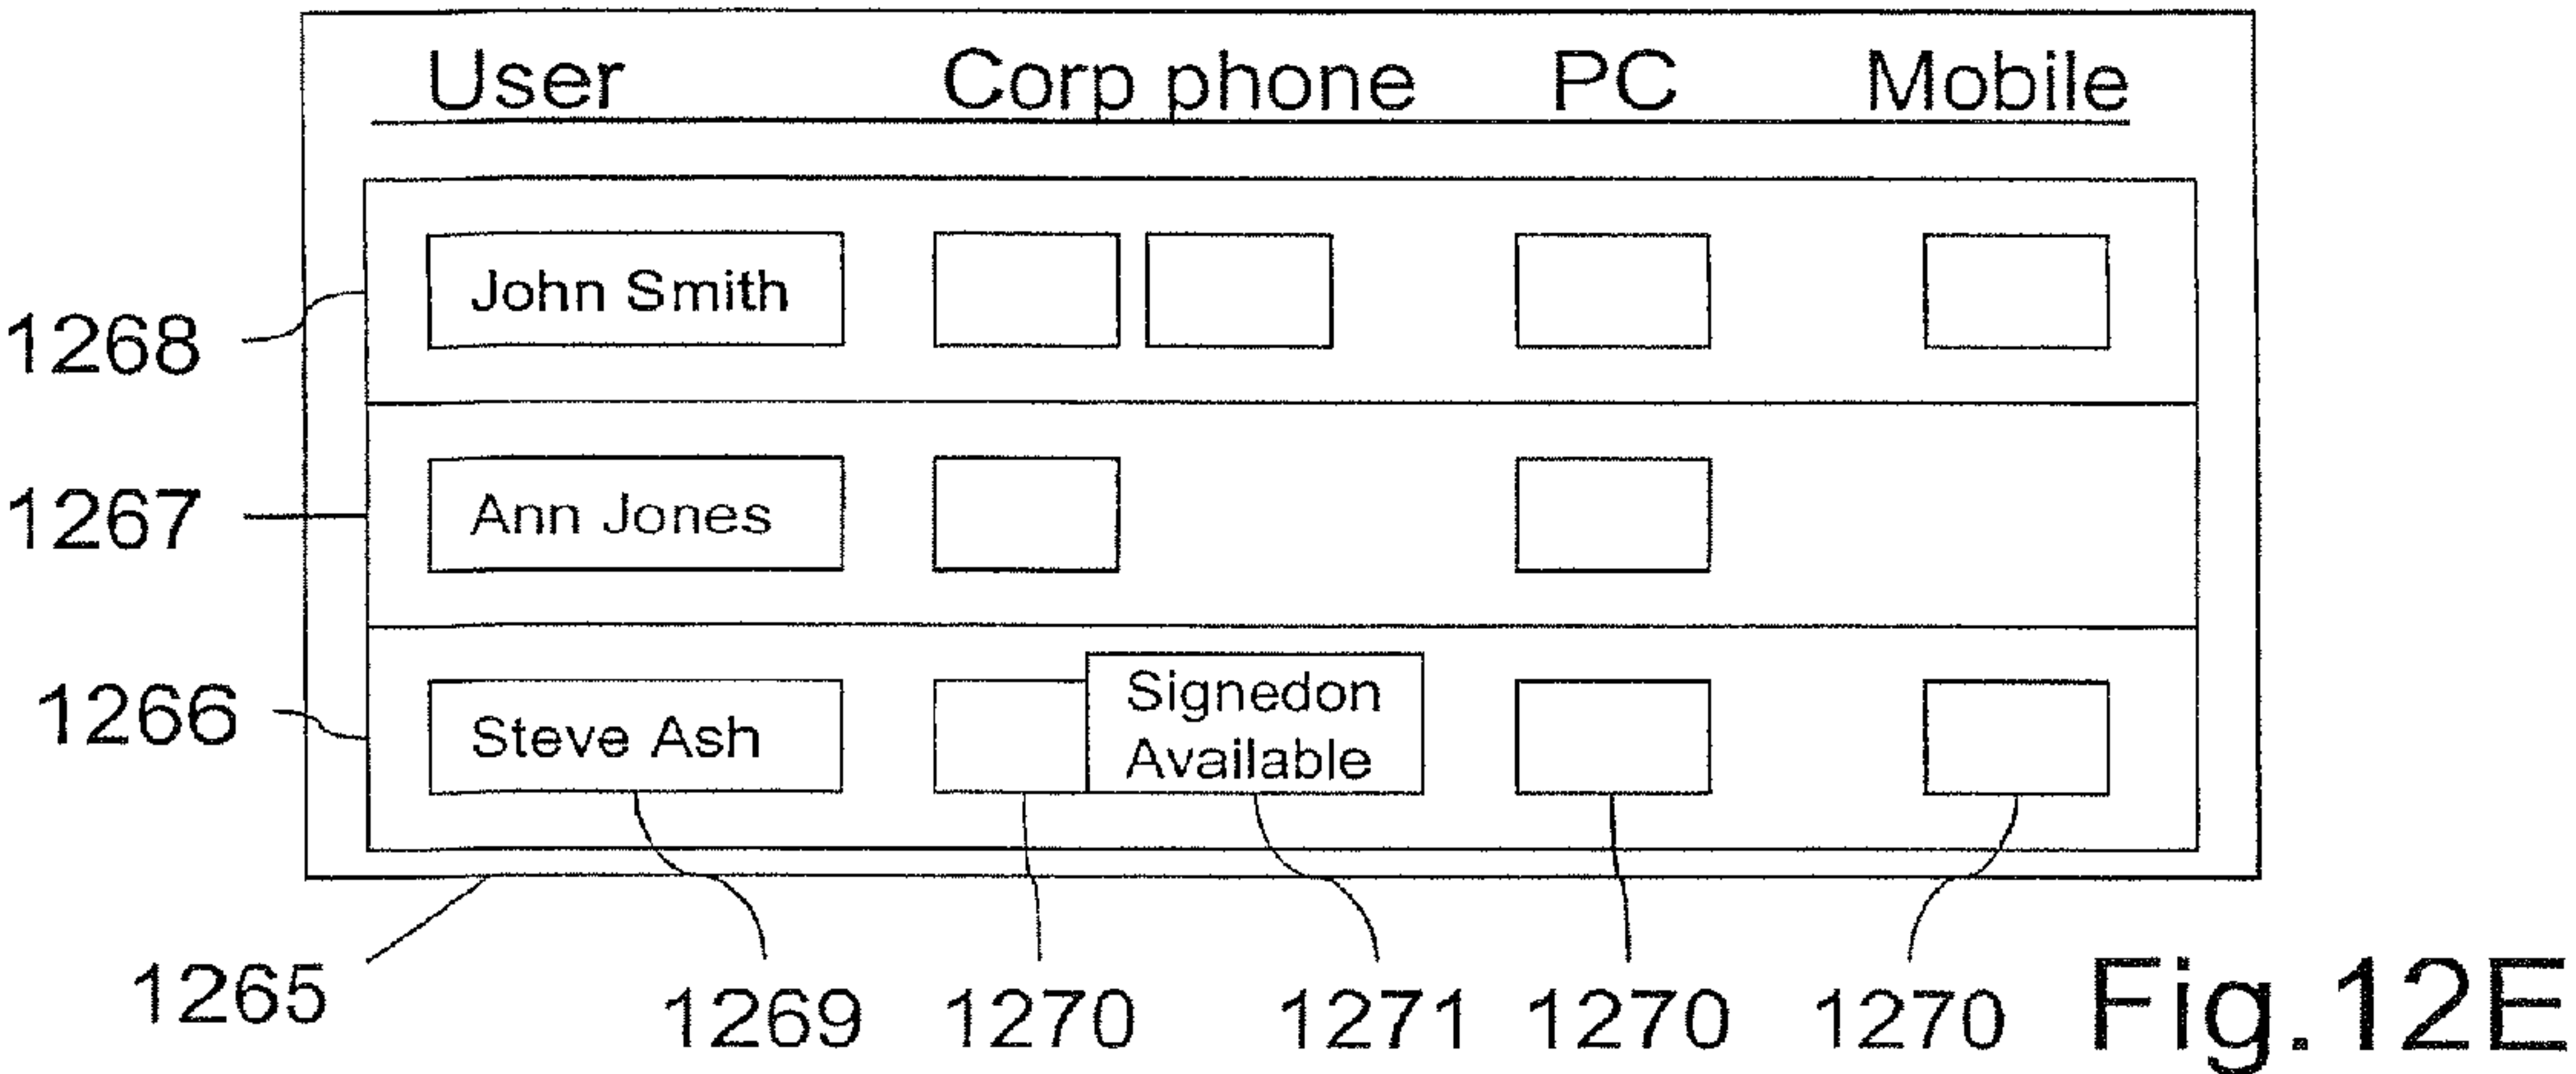 User Corp phone PC Mobile
John Smith
1268
Ann Jones
1267
Signedon
Available
Steve Ash
1266
1265 1269 1270 1271 1270 1270 Fig.12E